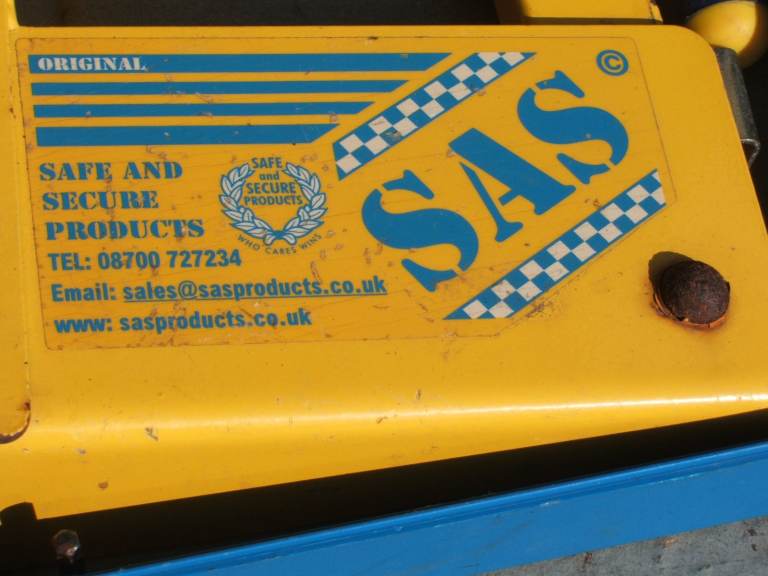 ORIGINAL
SAFE AND
SECURE
PRODUCTS
TEL: 08700 727234
Email: sales@sasproducts.co.uk
www: sasproducts.co.uk
SAFE
and
SECURE
PRODUCTS
WHO CARES WINS
SAS
©